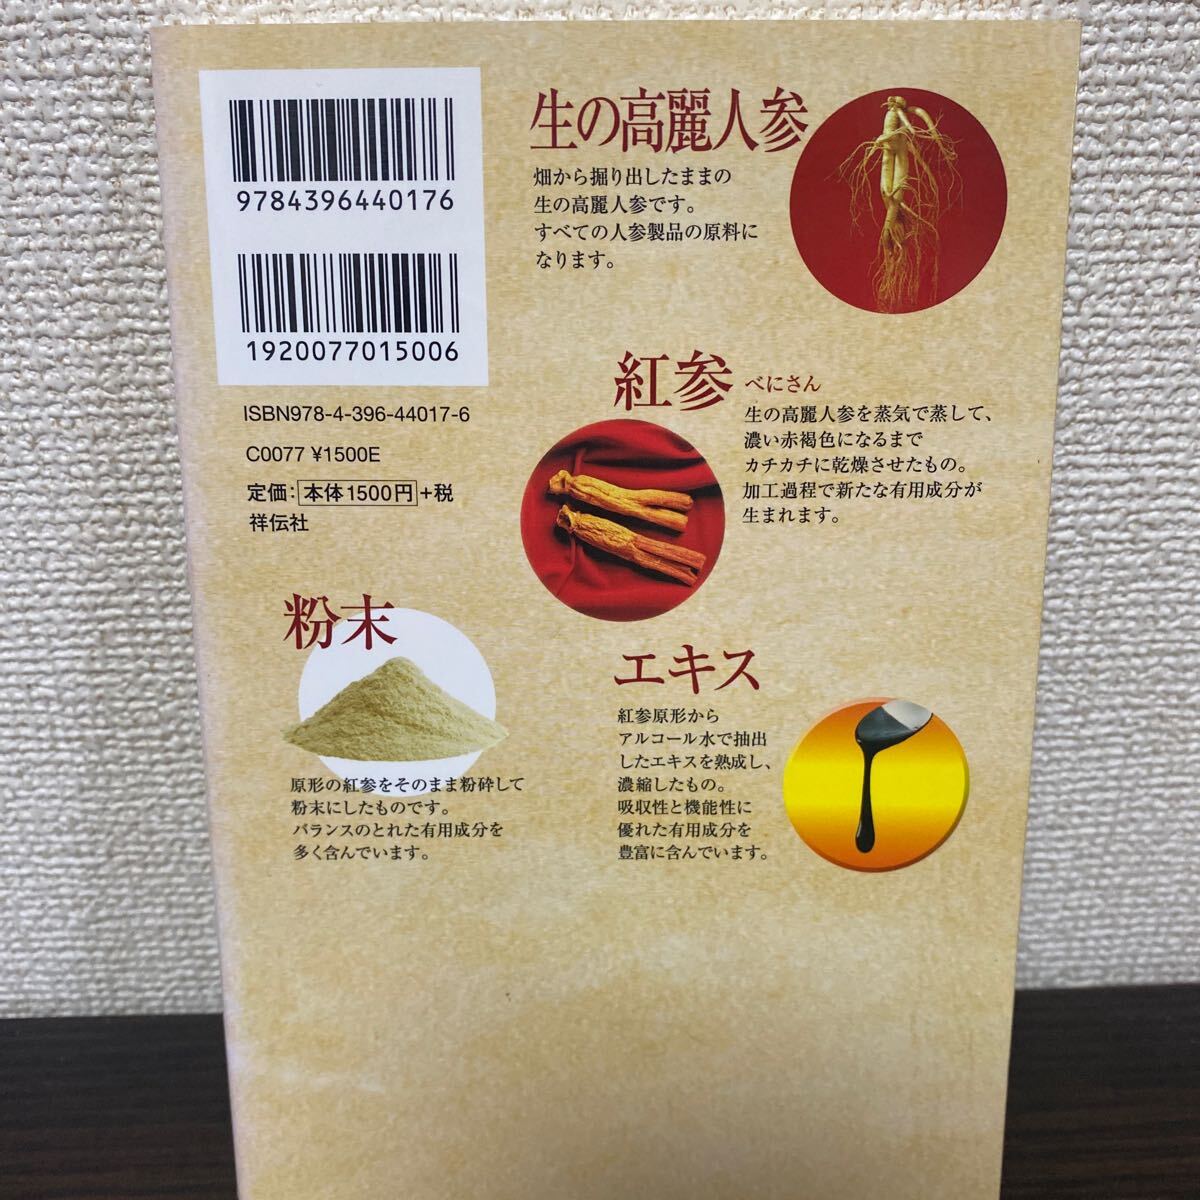 9784396440176
1920077015006
ISBN978-4-396-44017-6
C0077 ¥1500E
定価:本体1500円+税
祥伝社
生の高麗人参
畑から掘り出したままの
生の高麗人参です。
すべての人参製品の原料に
なります。
紅参 べにさん
生の高麗人参を蒸気で蒸して、
濃い赤褐色になるまで
カチカチに乾燥させたもの。
加工過程で新たな有用成分が
生まれます。
粉末
原形の紅参をそのまま粉砕して
粉末にしたものです。
バランスのとれた有用成分を
多く含んでいます。
エキス
紅参原形から
アルコール水で抽出
したエキスを熟成し、
濃縮したもの。
吸収性と機能性に
優れた有用成分を
豊富に含んでいます。